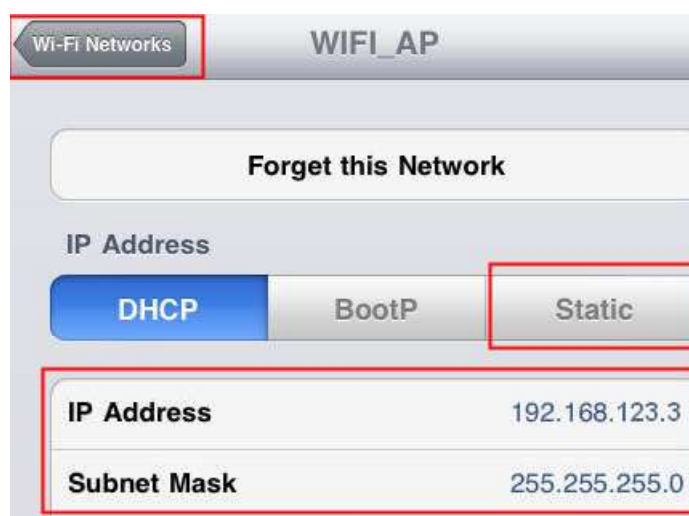 Wi-Fi Networks WIFI_AP
Forget this Network
IP Address
DHCP BootP Static
IP Address 192.168.123.3
Subnet Mask 255.255.255.0